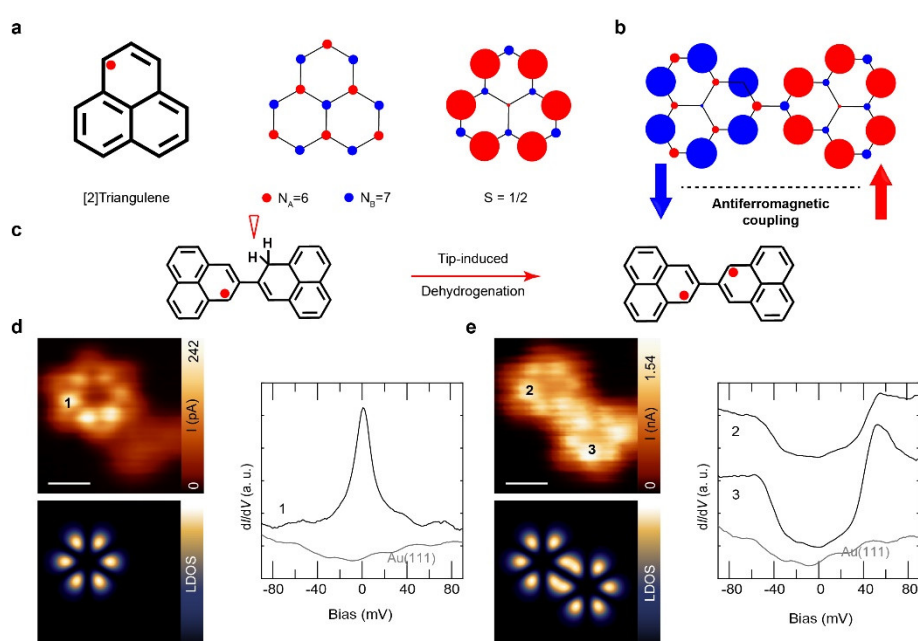 a
b
[2]Triangulene
N_A=6
N_B=7
S = 1/2
Antiferromagnetic
coupling
c
H
H
Tip-induced
Dehydrogenation
d
1
242
I (pA)
0
LDOS
dI/dV (a. u.)
1
Au(111)
-80
-40
0
40
80
Bias (mV)
e
2
3
1.54
I (nA)
0
LDOS
dI/dV (a. u.)
2
3
Au(111)
-80
-40
0
40
80
Bias (mV)